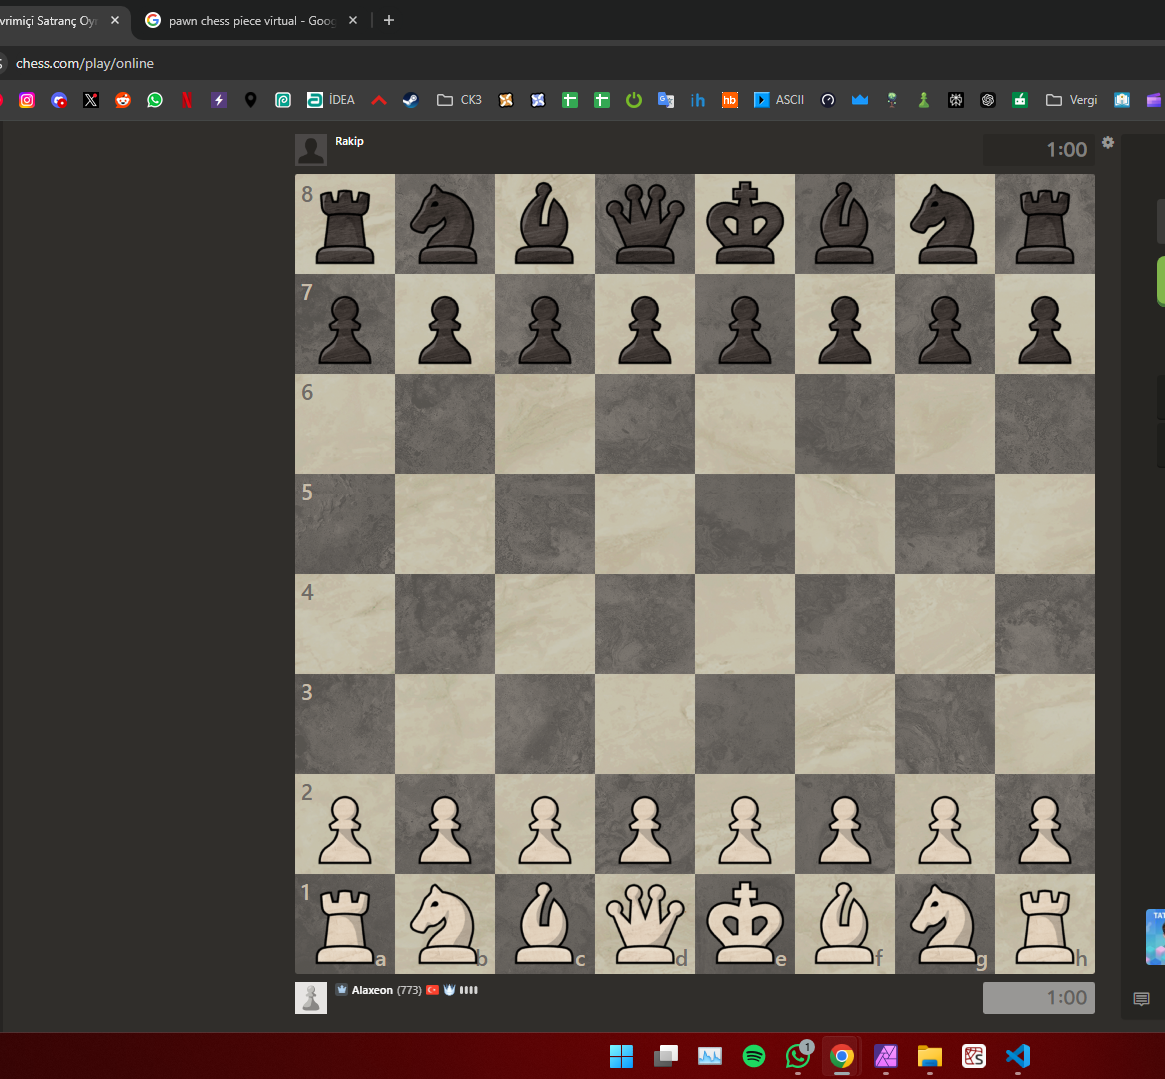 vrimiçi Satranç Oy
pawn chess piece virtual - Goo
chess.com/play/online
İDEA
CK3
ih
hb
ASCII
Vergi
Rakip
1:00
8
7
6
5
4
3
2
1
a b c d e f g h
Alaxeon (773)
1:00
TAT
1